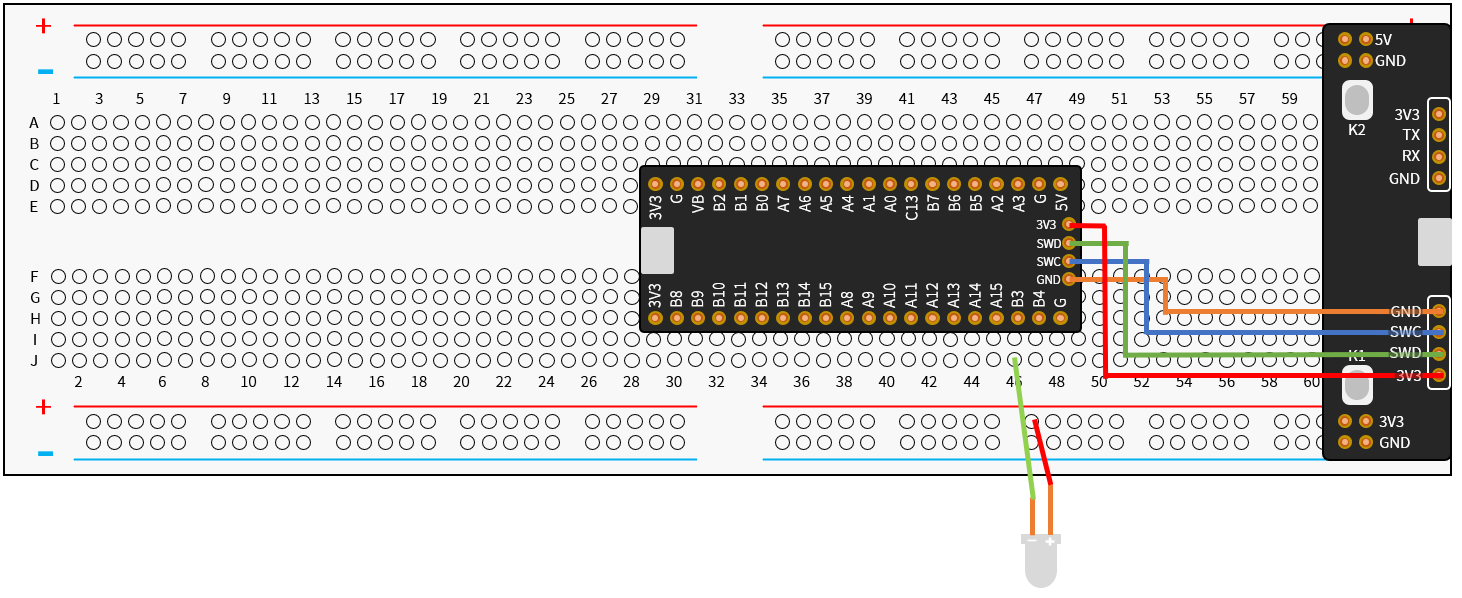 + +
5V
GND
1 3 5 7 9 11 13 15 17 19 21 23 25 27 29 31 33 35 37 39 41 43 45 47 49 51 53 55 57 59
3V3
TX
RX
GND
K2
A
B
C
D
E
3V3 G VB B2 B1 B0 A7 A6 A5 A4 A1 A0 C13 B7 B6 B5 A2 A3 G 5V
3V3
SWD
SWC
GND
F
G
H
I
J
3V3 B8 B9 B10 B11 B12 B13 B14 B15 A8 A9 A10 A11 A12 A13 A14 A15 B3 B4 G
GND
SWC
SWD
3V3
K1
2 4 6 8 10 12 14 16 18 20 22 24 26 28 30 32 34 36 38 40 42 44 46 48 50 52 54 56 58 60
+
3V3
GND
- +